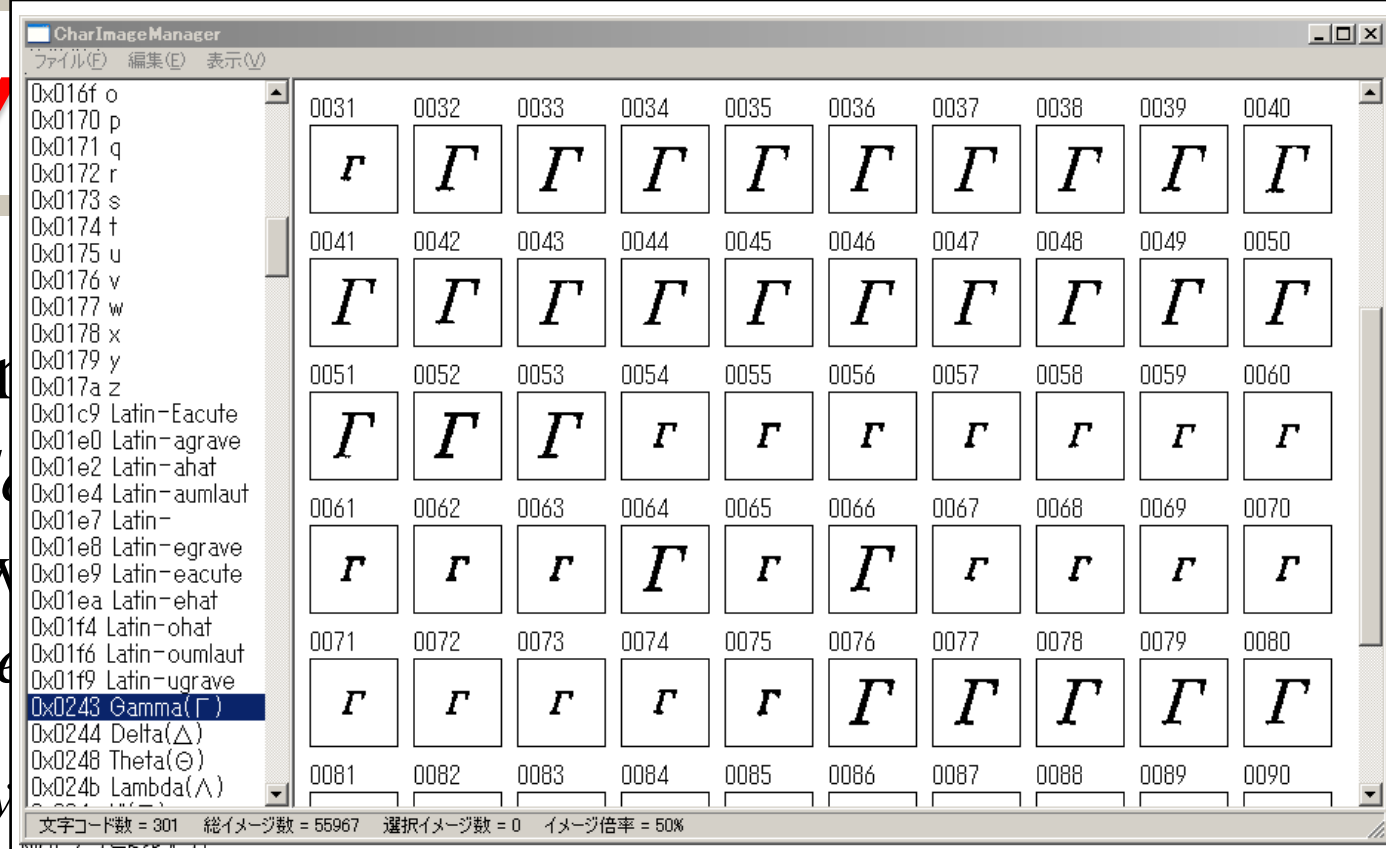 CharImageManager
ファイル(F) 編集(E) 表示(V)
0x016f o
0x0170 p
0x0171 q
0x0172 r
0x0173 s
0x0174 t
0x0175 u
0x0176 v
0x0177 w
0x0178 x
0x0179 y
0x017a z
0x01c9 Latin-Eacute
0x01e0 Latin-agrave
0x01e2 Latin-ahat
0x01e4 Latin-aumlaut
0x01e7 Latin-
0x01e8 Latin-egrave
0x01e9 Latin-eacute
0x01ea Latin-ehat
0x01f4 Latin-ohat
0x01f6 Latin-oumlaut
0x01f9 Latin-ugrave
0x0243 Gamma(Γ)
0x0244 Delta(△)
0x0248 Theta(Θ)
0x024b Lambda(Λ)
0031 0032 0033 0034 0035 0036 0037 0038 0039 0040
Γ Γ Γ Γ Γ Γ Γ Γ Γ Γ
0041 0042 0043 0044 0045 0046 0047 0048 0049 0050
Γ Γ Γ Γ Γ Γ Γ Γ Γ Γ
0051 0052 0053 0054 0055 0056 0057 0058 0059 0060
Γ Γ Γ Γ Γ Γ Γ Γ Γ Γ
0061 0062 0063 0064 0065 0066 0067 0068 0069 0070
Γ Γ Γ Γ Γ Γ Γ Γ Γ Γ
0071 0072 0073 0074 0075 0076 0077 0078 0079 0080
Γ Γ Γ Γ Γ Γ Γ Γ Γ Γ
0081 0082 0083 0084 0085 0086 0087 0088 0089 0090
文字コード数 = 301 総イメージ数 = 55967 選択イメージ数 = 0 イメージ倍率 = 50%